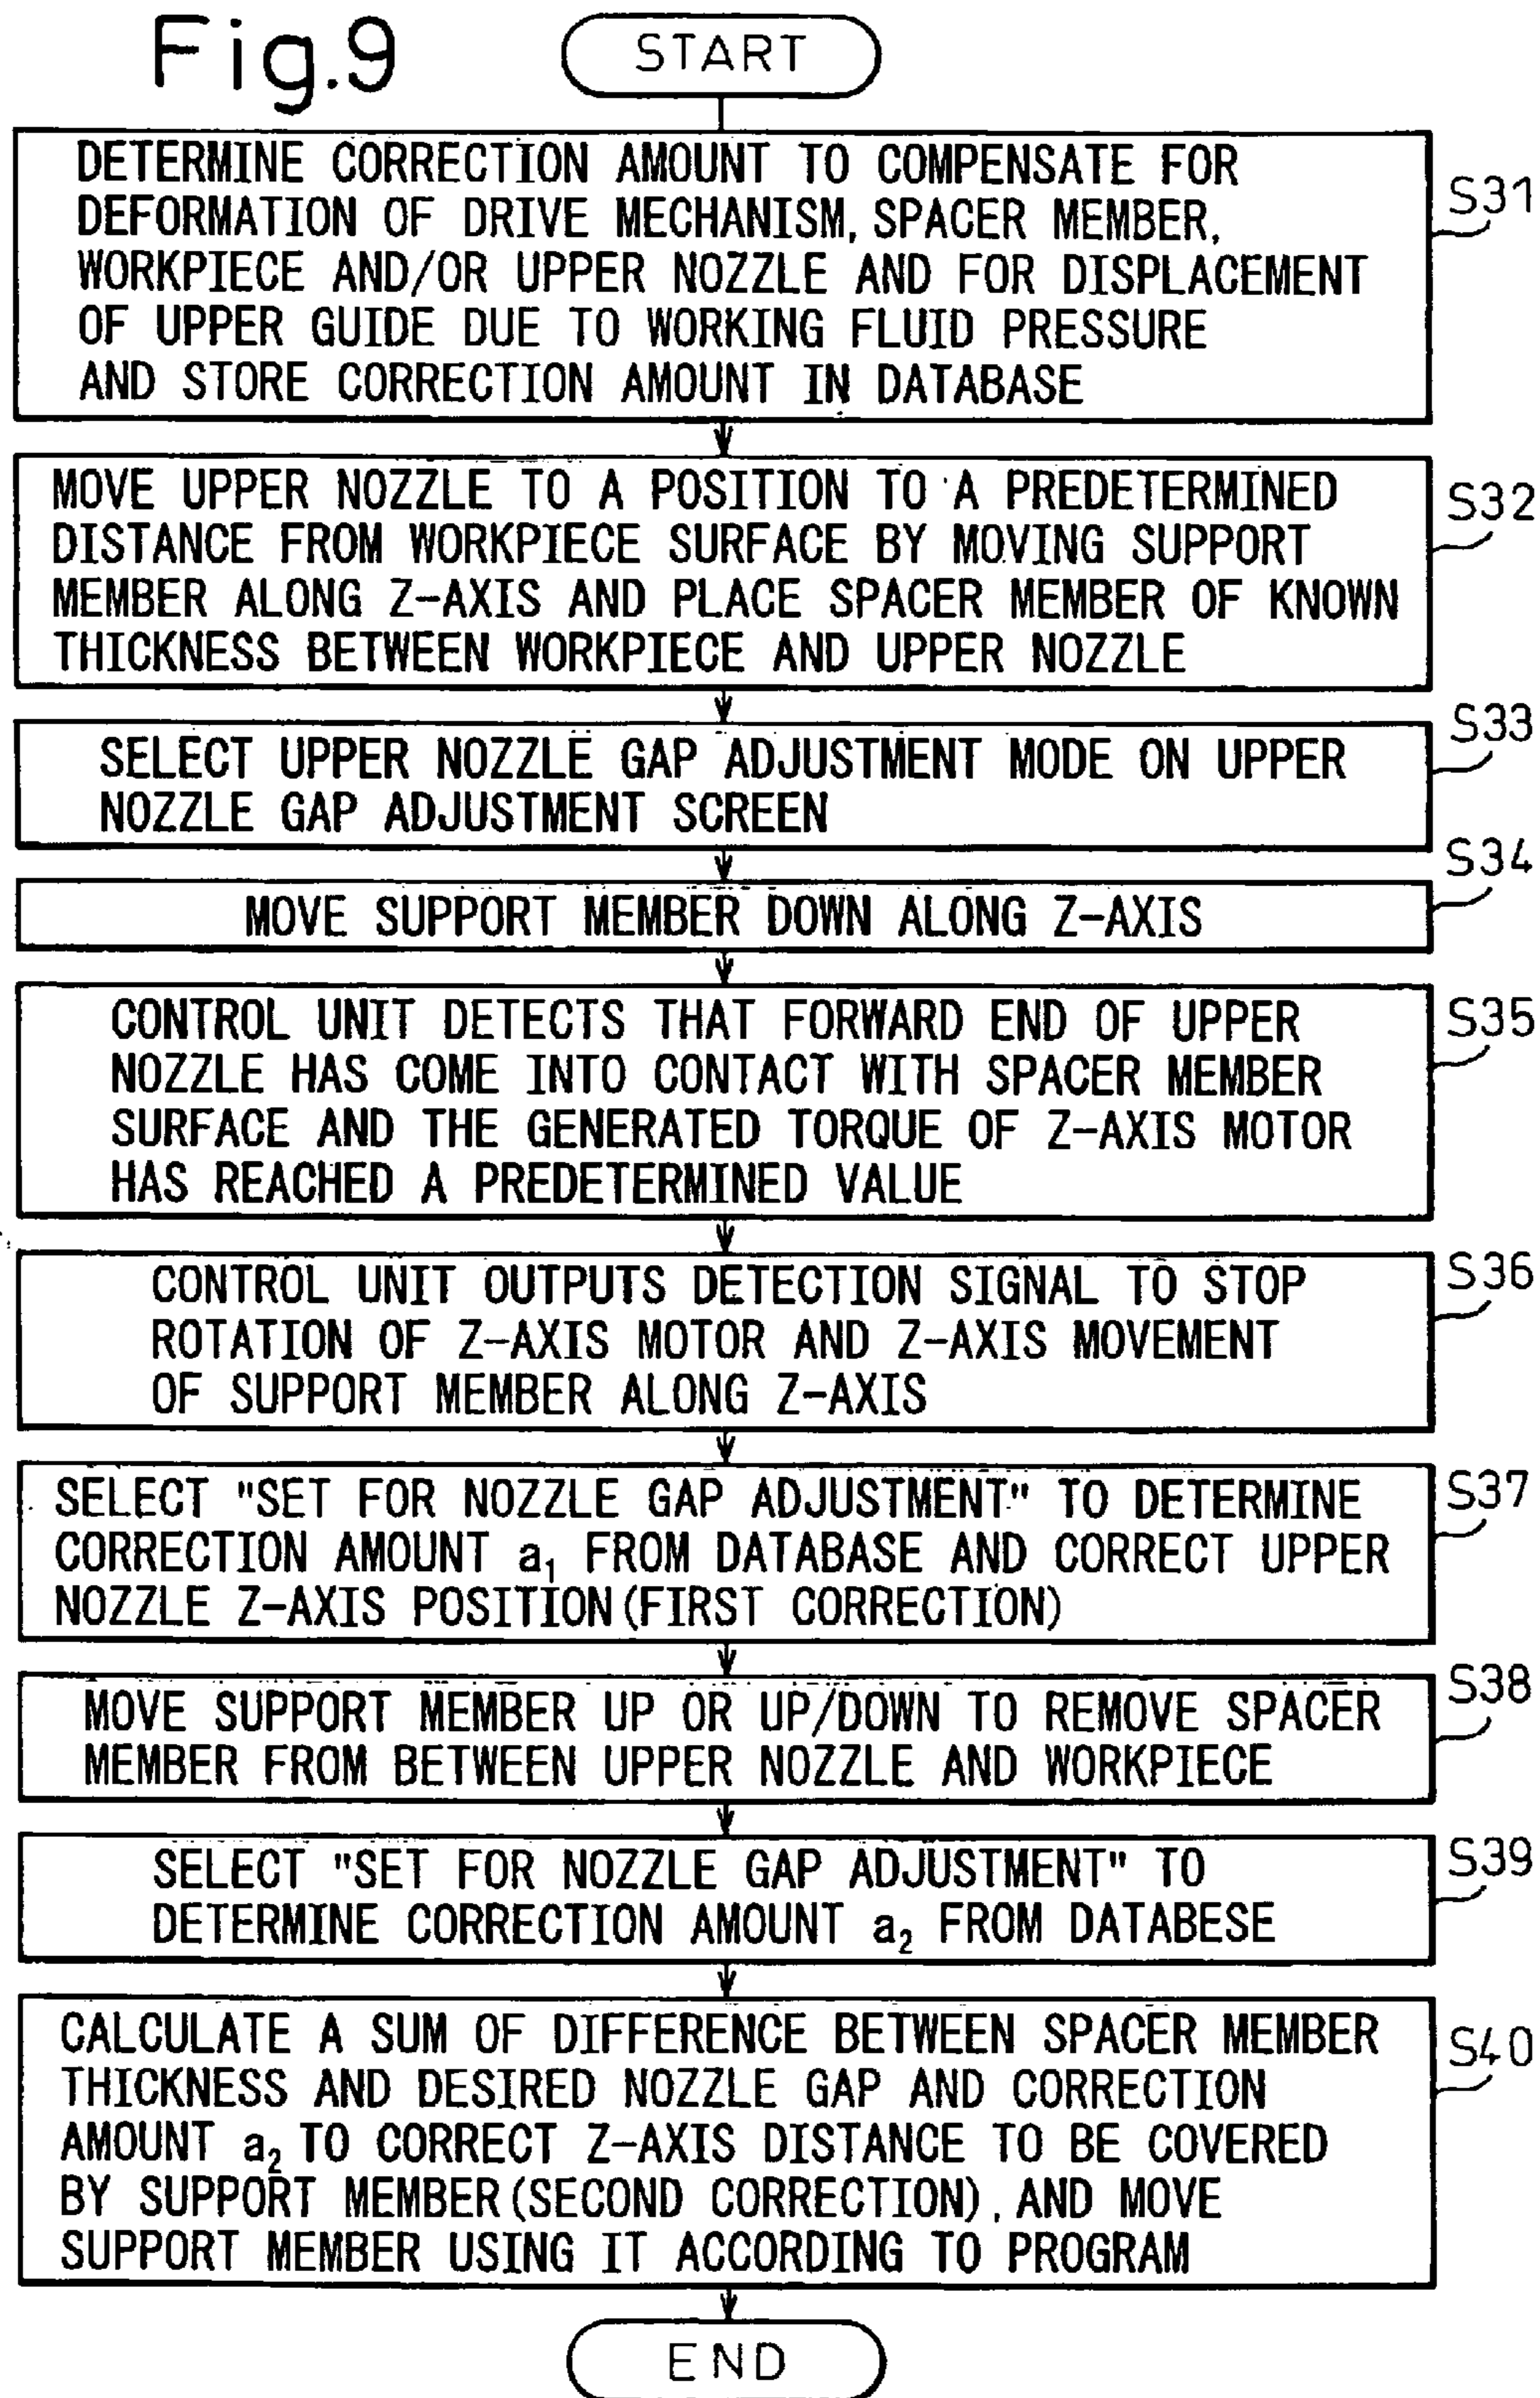 Fig.9
START
DETERMINE CORRECTION AMOUNT TO COMPENSATE FOR
DEFORMATION OF DRIVE MECHANISM, SPACER MEMBER,
WORKPIECE AND/OR UPPER NOZZLE AND FOR DISPLACEMENT
OF UPPER GUIDE DUE TO WORKING FLUID PRESSURE
AND STORE CORRECTION AMOUNT IN DATABASE
S31
MOVE UPPER NOZZLE TO A POSITION TO A PREDETERMINED
DISTANCE FROM WORKPIECE SURFACE BY MOVING SUPPORT
MEMBER ALONG Z-AXIS AND PLACE SPACER MEMBER OF KNOWN
THICKNESS BETWEEN WORKPIECE AND UPPER NOZZLE
S32
SELECT UPPER NOZZLE GAP ADJUSTMENT MODE ON UPPER
NOZZLE GAP ADJUSTMENT SCREEN
S33
MOVE SUPPORT MEMBER DOWN ALONG Z-AXIS
S34
CONTROL UNIT DETECTS THAT FORWARD END OF UPPER
NOZZLE HAS COME INTO CONTACT WITH SPACER MEMBER
SURFACE AND THE GENERATED TORQUE OF Z-AXIS MOTOR
HAS REACHED A PREDETERMINED VALUE
S35
CONTROL UNIT OUTPUTS DETECTION SIGNAL TO STOP
ROTATION OF Z-AXIS MOTOR AND Z-AXIS MOVEMENT
OF SUPPORT MEMBER ALONG Z-AXIS
S36
SELECT "SET FOR NOZZLE GAP ADJUSTMENT" TO DETERMINE
CORRECTION AMOUNT a₁ FROM DATABASE AND CORRECT UPPER
NOZZLE Z-AXIS POSITION (FIRST CORRECTION)
S37
MOVE SUPPORT MEMBER UP OR UP/DOWN TO REMOVE SPACER
MEMBER FROM BETWEEN UPPER NOZZLE AND WORKPIECE
S38
SELECT "SET FOR NOZZLE GAP ADJUSTMENT" TO
DETERMINE CORRECTION AMOUNT a₂ FROM DATABESE
S39
CALCULATE A SUM OF DIFFERENCE BETWEEN SPACER MEMBER
THICKNESS AND DESIRED NOZZLE GAP AND CORRECTION
AMOUNT a₂ TO CORRECT Z-AXIS DISTANCE TO BE COVERED
BY SUPPORT MEMBER (SECOND CORRECTION), AND MOVE
SUPPORT MEMBER USING IT ACCORDING TO PROGRAM
S40
END